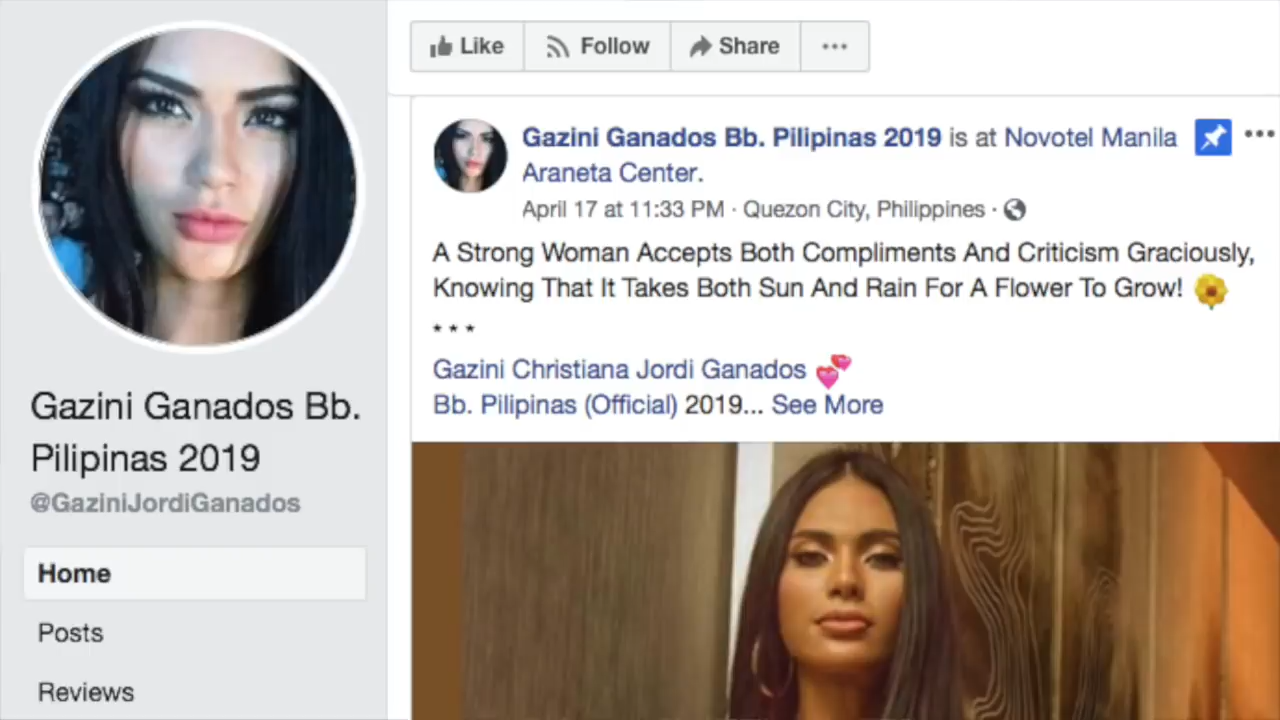 Like Follow Share
Gazini Ganados Bb. Pilipinas 2019 is at Novotel Manila
Araneta Center.
April 17 at 11:33 PM · Quezon City, Philippines ·
A Strong Woman Accepts Both Compliments And Criticism Graciously,
Knowing That It Takes Both Sun And Rain For A Flower To Grow! 🌼
* * *
Gazini Christiana Jordi Ganados 💕
Bb. Pilipinas (Official) 2019... See More
Gazini Ganados Bb.
Pilipinas 2019
@GaziniJordiGanados
Home
Posts
Reviews